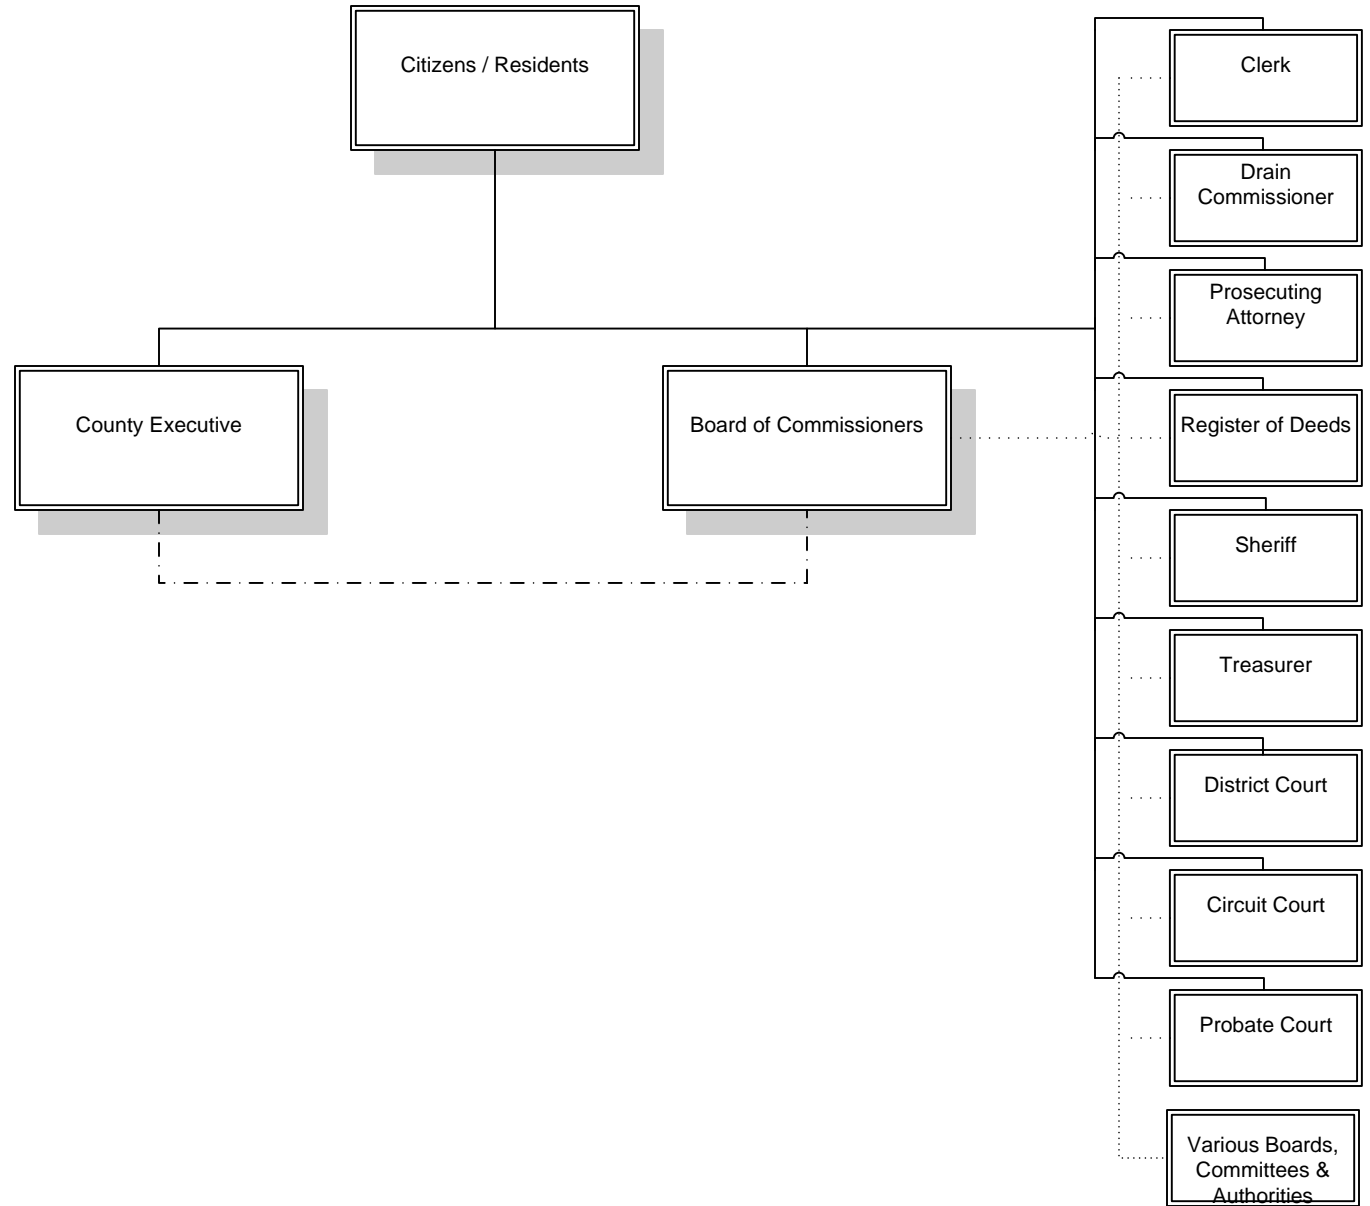 Citizens / Residents
County Executive
Board of Commissioners
Clerk
Drain
Commissioner
Prosecuting
Attorney
Register of Deeds
Sheriff
Treasurer
District Court
Circuit Court
Probate Court
Various Boards,
Committees &
Authorities